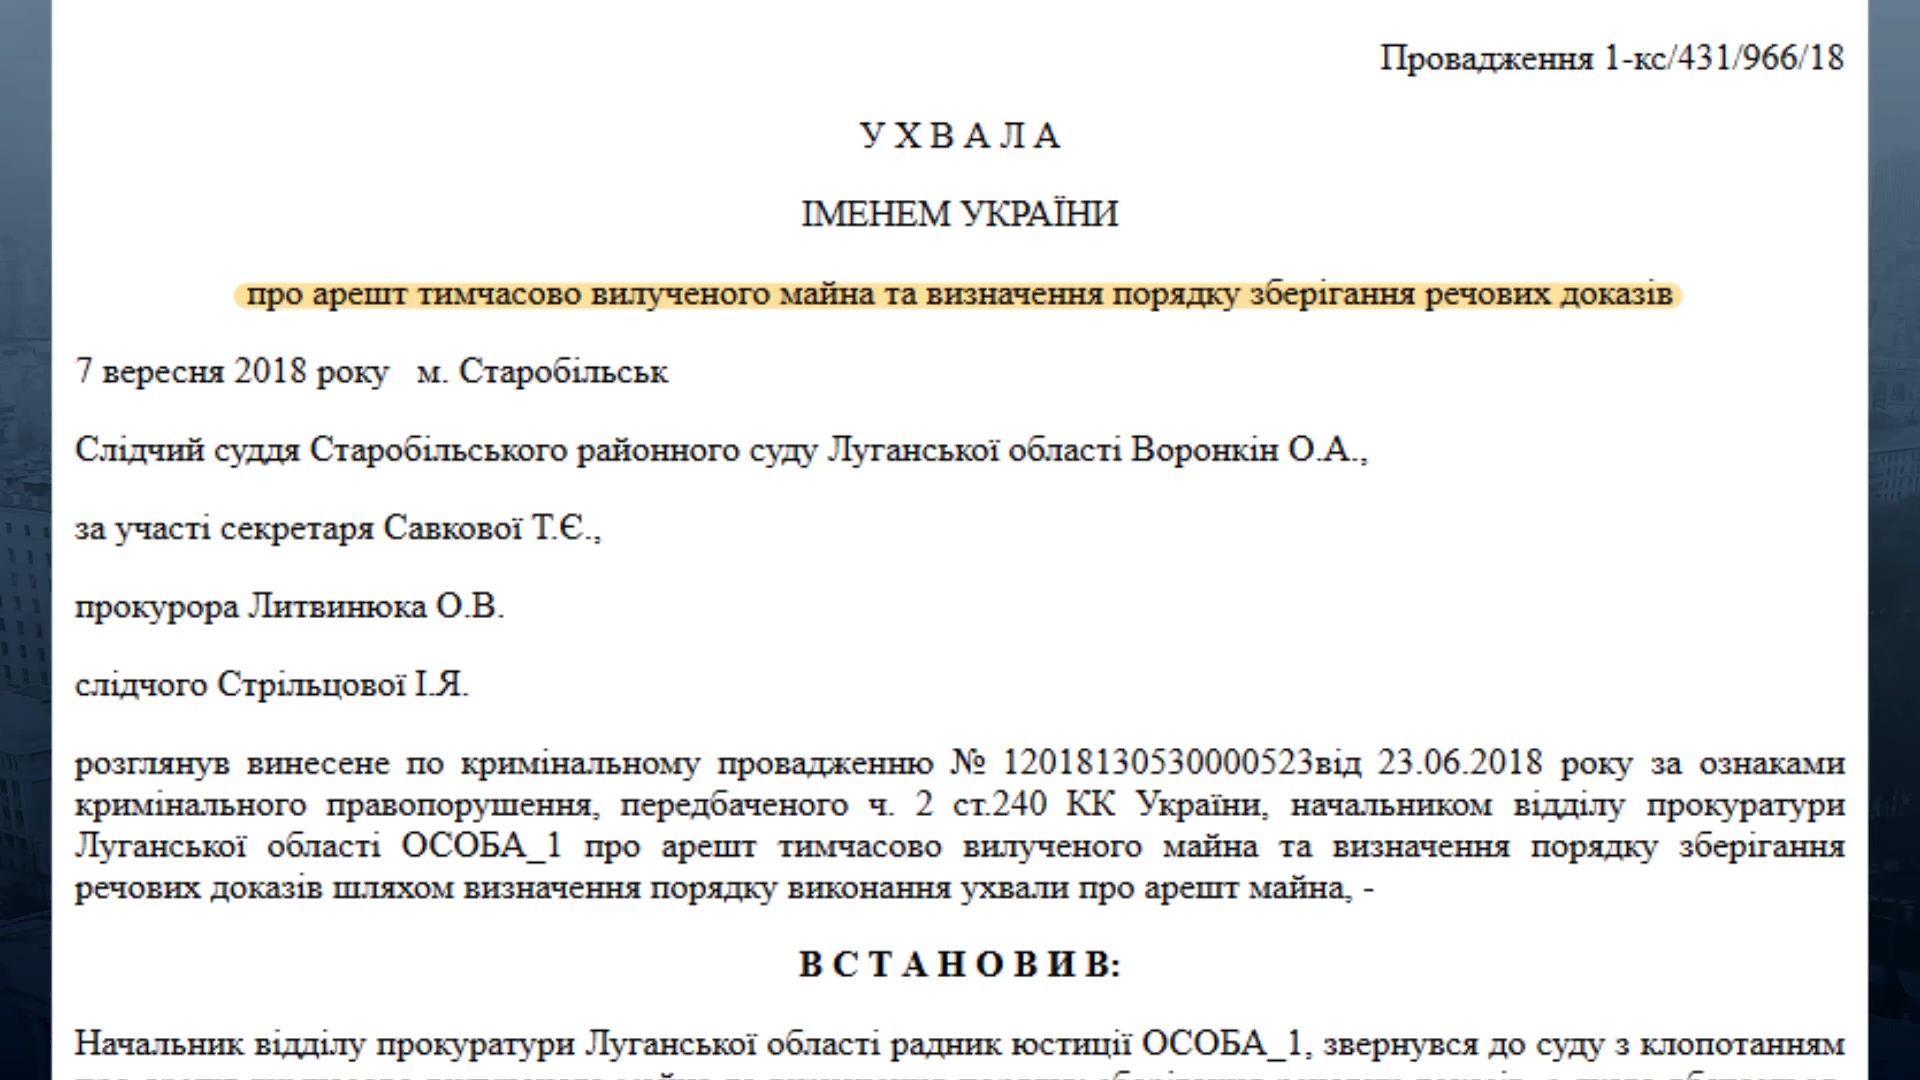 Провадження 1-кс/431/966/18
У Х В А Л А
ІМЕНЕМ УКРАЇНИ
про арешт тимчасово вилученого майна та визначення порядку зберігання речових доказів
7 вересня 2018 року м. Старобільськ
Слідчий суддя Старобільського районного суду Луганської області Воронкін О.А.,
за участі секретаря Савкової Т.Є.,
прокурора Литвинюка О.В.
слідчого Стрільцової І.Я.
розглянув винесене по кримінальному провадженню № 12018130530000523від 23.06.2018 року за ознаками
кримінального правопорушення, передбаченого ч. 2 ст.240 КК України, начальником відділу прокуратури
Луганської області ОСОБА_1 про арешт тимчасово вилученого майна та визначення порядку зберігання
речових доказів шляхом визначення порядку виконання ухвали про арешт майна, -
В С Т А Н О В И В:
Начальник відділу прокуратури Луганської області радник юстиції ОСОБА_1, звернувся до суду з клопотанням